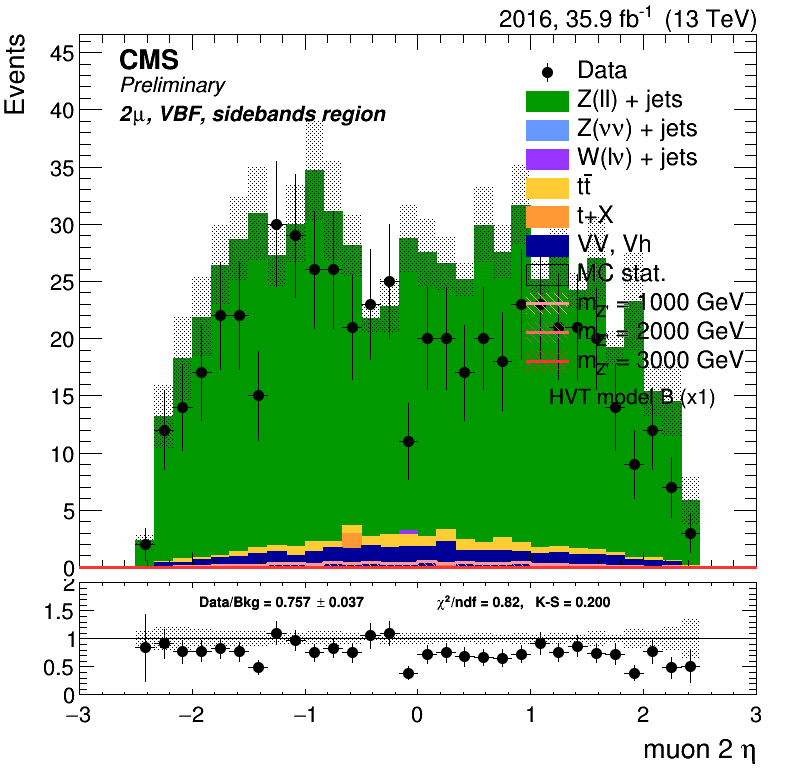 2016, 35.9 fb⁻¹ (13 TeV)
Events
CMS
Preliminary
2μ, VBF, sidebands region
Data
Z(ll) + jets
Z(νν) + jets
W(lν) + jets
tt̄
t+X
VV, Vh
MC stat.
m_Z' = 1000 GeV
m_Z' = 2000 GeV
m_Z' = 3000 GeV
HVT model B (x1)
45
40
35
30
25
20
15
10
5
0
Data/Bkg = 0.757 ± 0.037
χ²/ndf = 0.82, K-S = 0.200
2
1.5
1
0.5
0
−3
−2
−1
0
1
2
3
muon 2 η